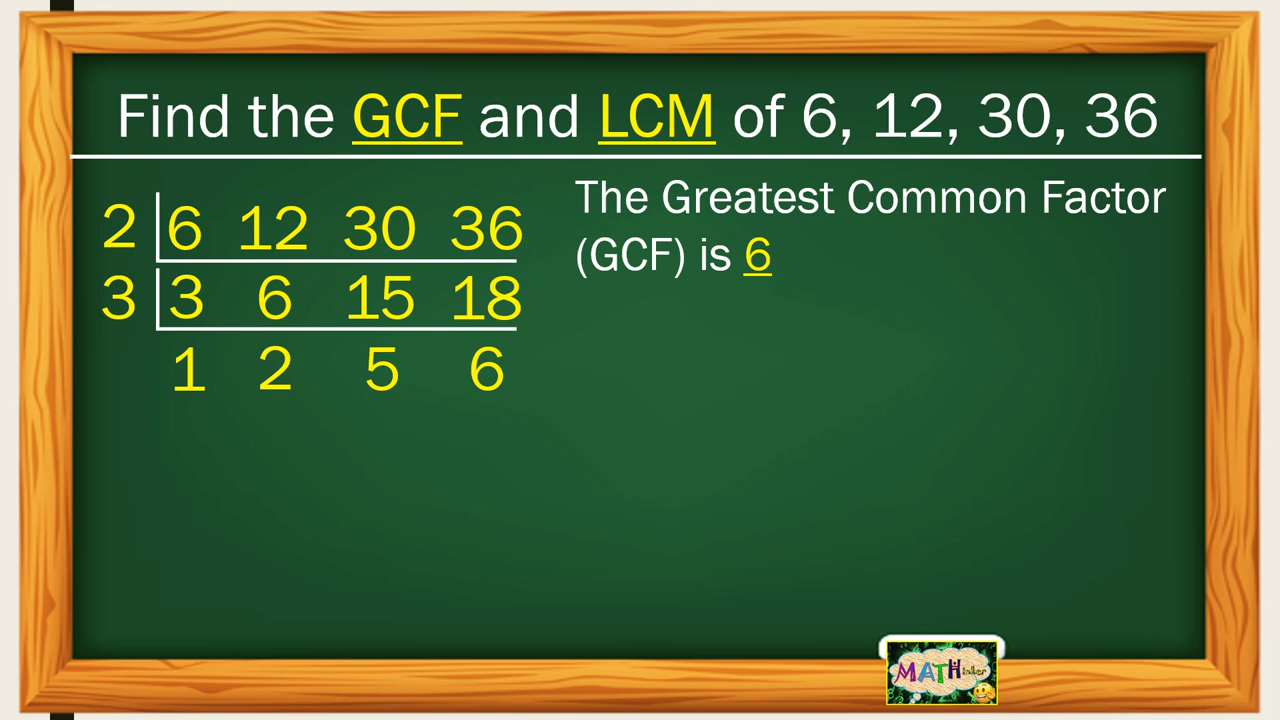 Find the GCF and LCM of 6, 12, 30, 36
2 6 12 30 36
3 3 6 15 18
1 2 5 6
The Greatest Common Factor
(GCF) is 6
MATHinker